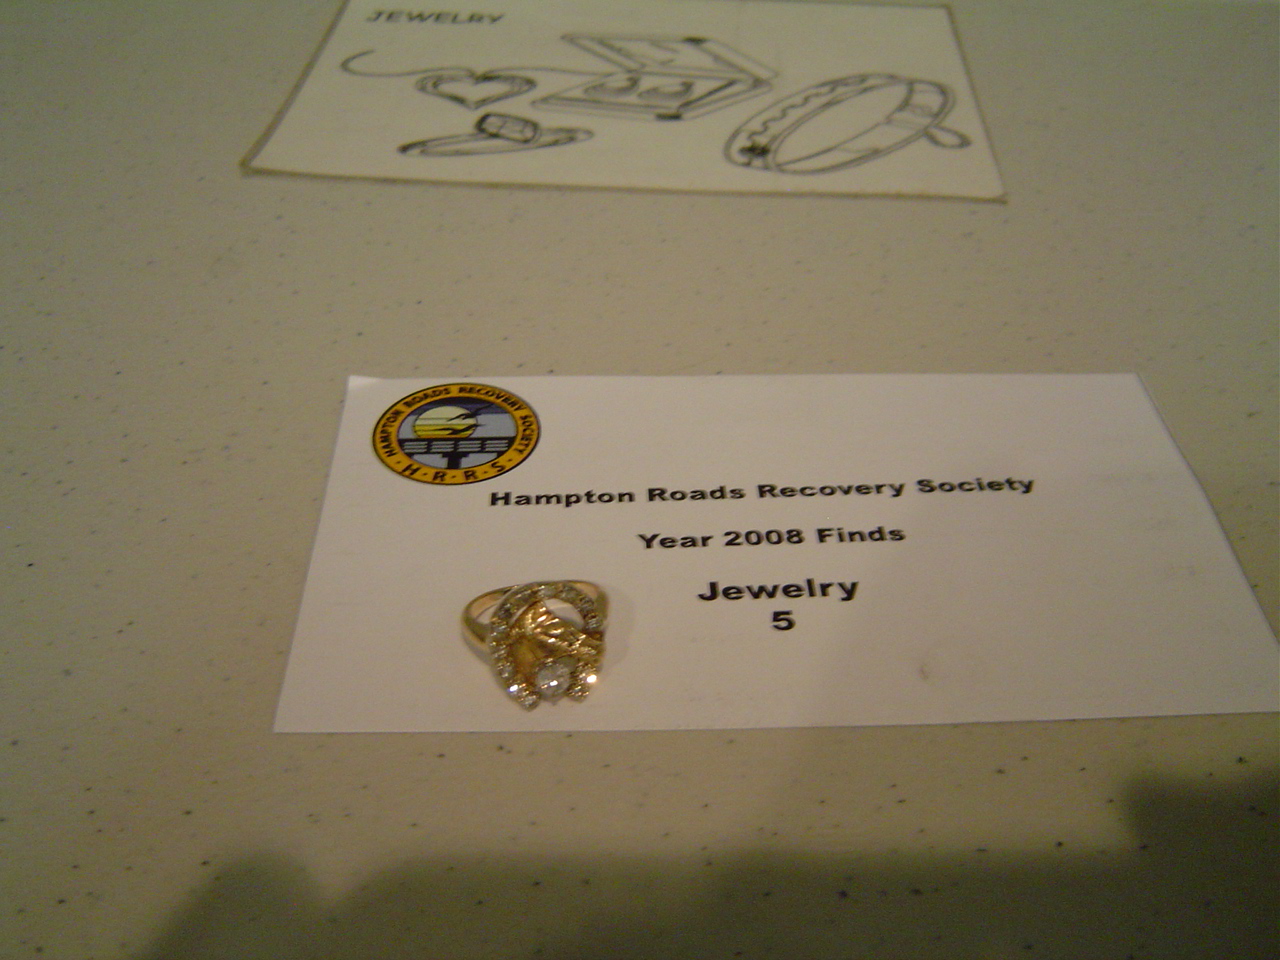 JEWELRY
HAMPTON ROADS RECOVERY SOCIETY
· H · R · R · S ·
Hampton Roads Recovery Society
Year 2008 Finds
Jewelry
5